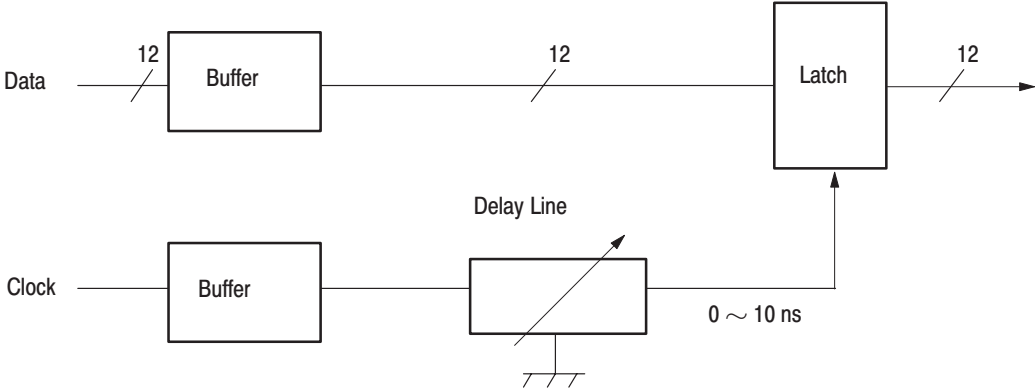 12
12
12
Data
Buffer
Latch
Delay Line
Clock
Buffer
0 ∼ 10 ns